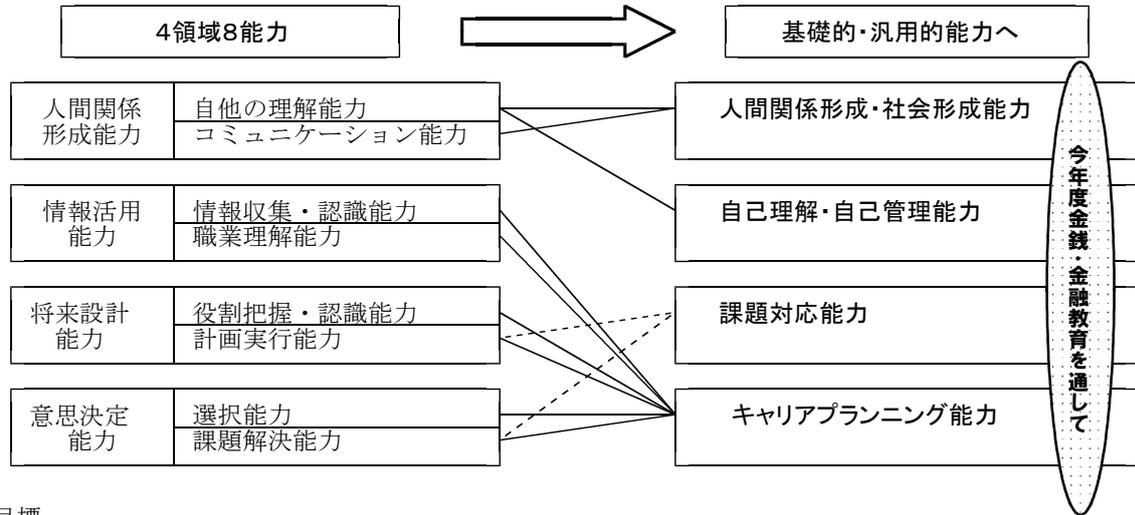 4領域8能力
基礎的・汎用的能力へ
人間関係
形成能力
自他の理解能力
コミュニケーション能力
人間関係形成・社会形成能力
情報活用
能力
情報収集・認識能力
職業理解能力
自己理解・自己管理能力
将来設計
能力
役割把握・認識能力
計画実行能力
課題対応能力
意思決定
能力
選択能力
課題解決能力
キャリアプランニング能力
今年度金銭・金融教育を通して